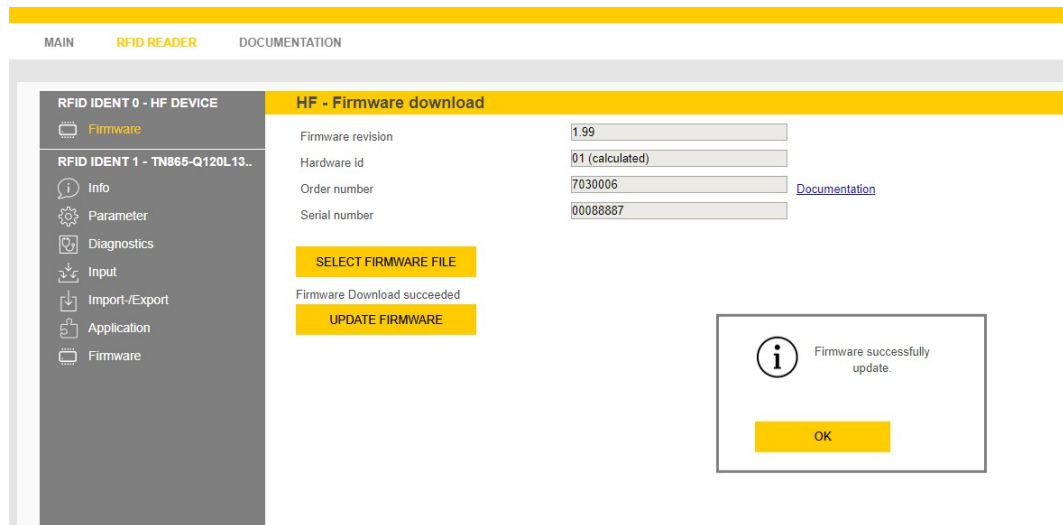 MAIN RFID READER DOCUMENTATION
RFID IDENT 0 - HF DEVICE
Firmware
RFID IDENT 1 - TN865-Q120L13..
Info
Parameter
Diagnostics
Input
Import-/Export
Application
Firmware
HF - Firmware download
Firmware revision 1.99
Hardware id 01 (calculated)
Order number 7030006 Documentation
Serial number 00088887
SELECT FIRMWARE FILE
Firmware Download succeeded
UPDATE FIRMWARE
Firmware successfully
update.
OK